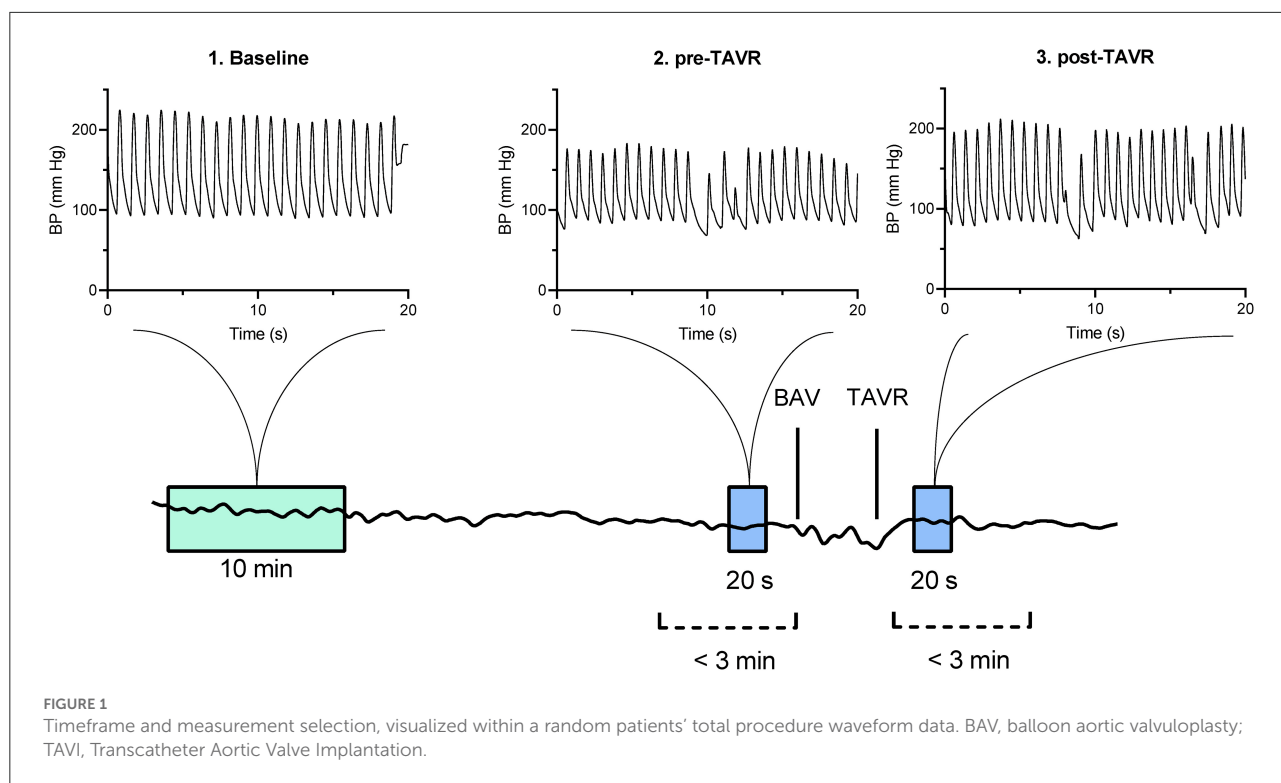 1. Baseline
2. pre-TAVR
3. post-TAVR
BP (mm Hg)
200
100
0
0
10
20
Time (s)
BP (mm Hg)
200
100
0
0
10
20
Time (s)
BP (mm Hg)
200
100
0
0
10
20
Time (s)
BAV
TAVR
10 min
20 s
20 s
< 3 min
< 3 min
FIGURE 1
Timeframe and measurement selection, visualized within a random patients’ total procedure waveform data. BAV, balloon aortic valvuloplasty;
TAVI, Transcatheter Aortic Valve Implantation.